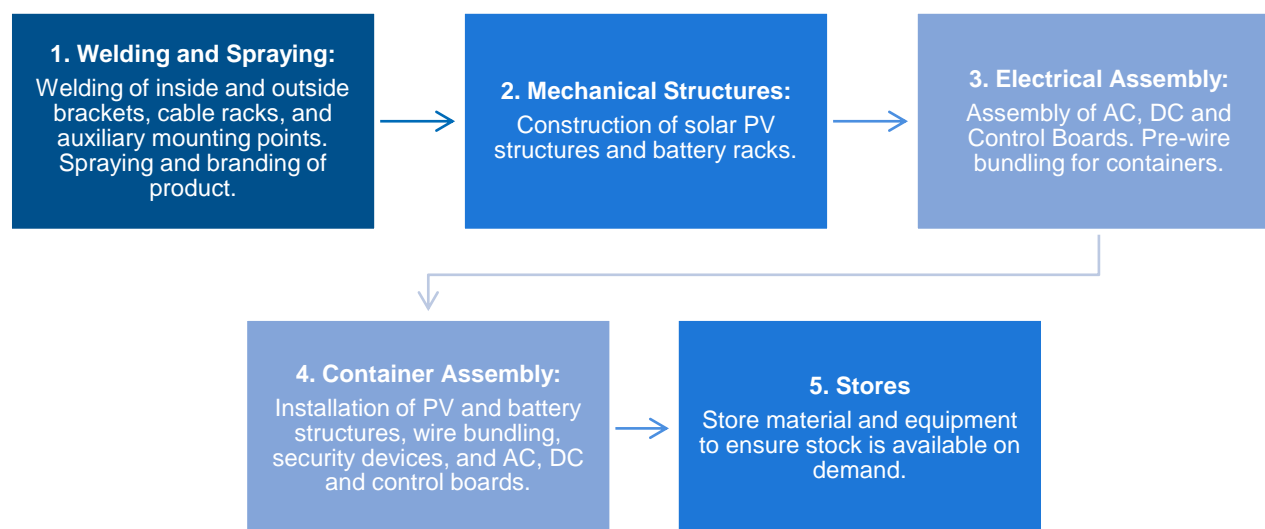 1. Welding and Spraying:
Welding of inside and outside
brackets, cable racks, and
auxiliary mounting points.
Spraying and branding of
product.
2. Mechanical Structures:
Construction of solar PV
structures and battery racks.
3. Electrical Assembly:
Assembly of AC, DC and
Control Boards. Pre-wire
bundling for containers.
4. Container Assembly:
Installation of PV and battery
structures, wire bundling,
security devices, and AC, DC
and control boards.
5. Stores
Store material and equipment
to ensure stock is available on
demand.